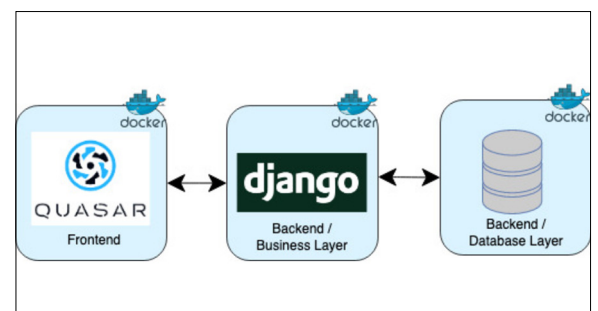 docker
docker
docker
QUASAR
django
Frontend
Backend /
Business Layer
Backend /
Database Layer